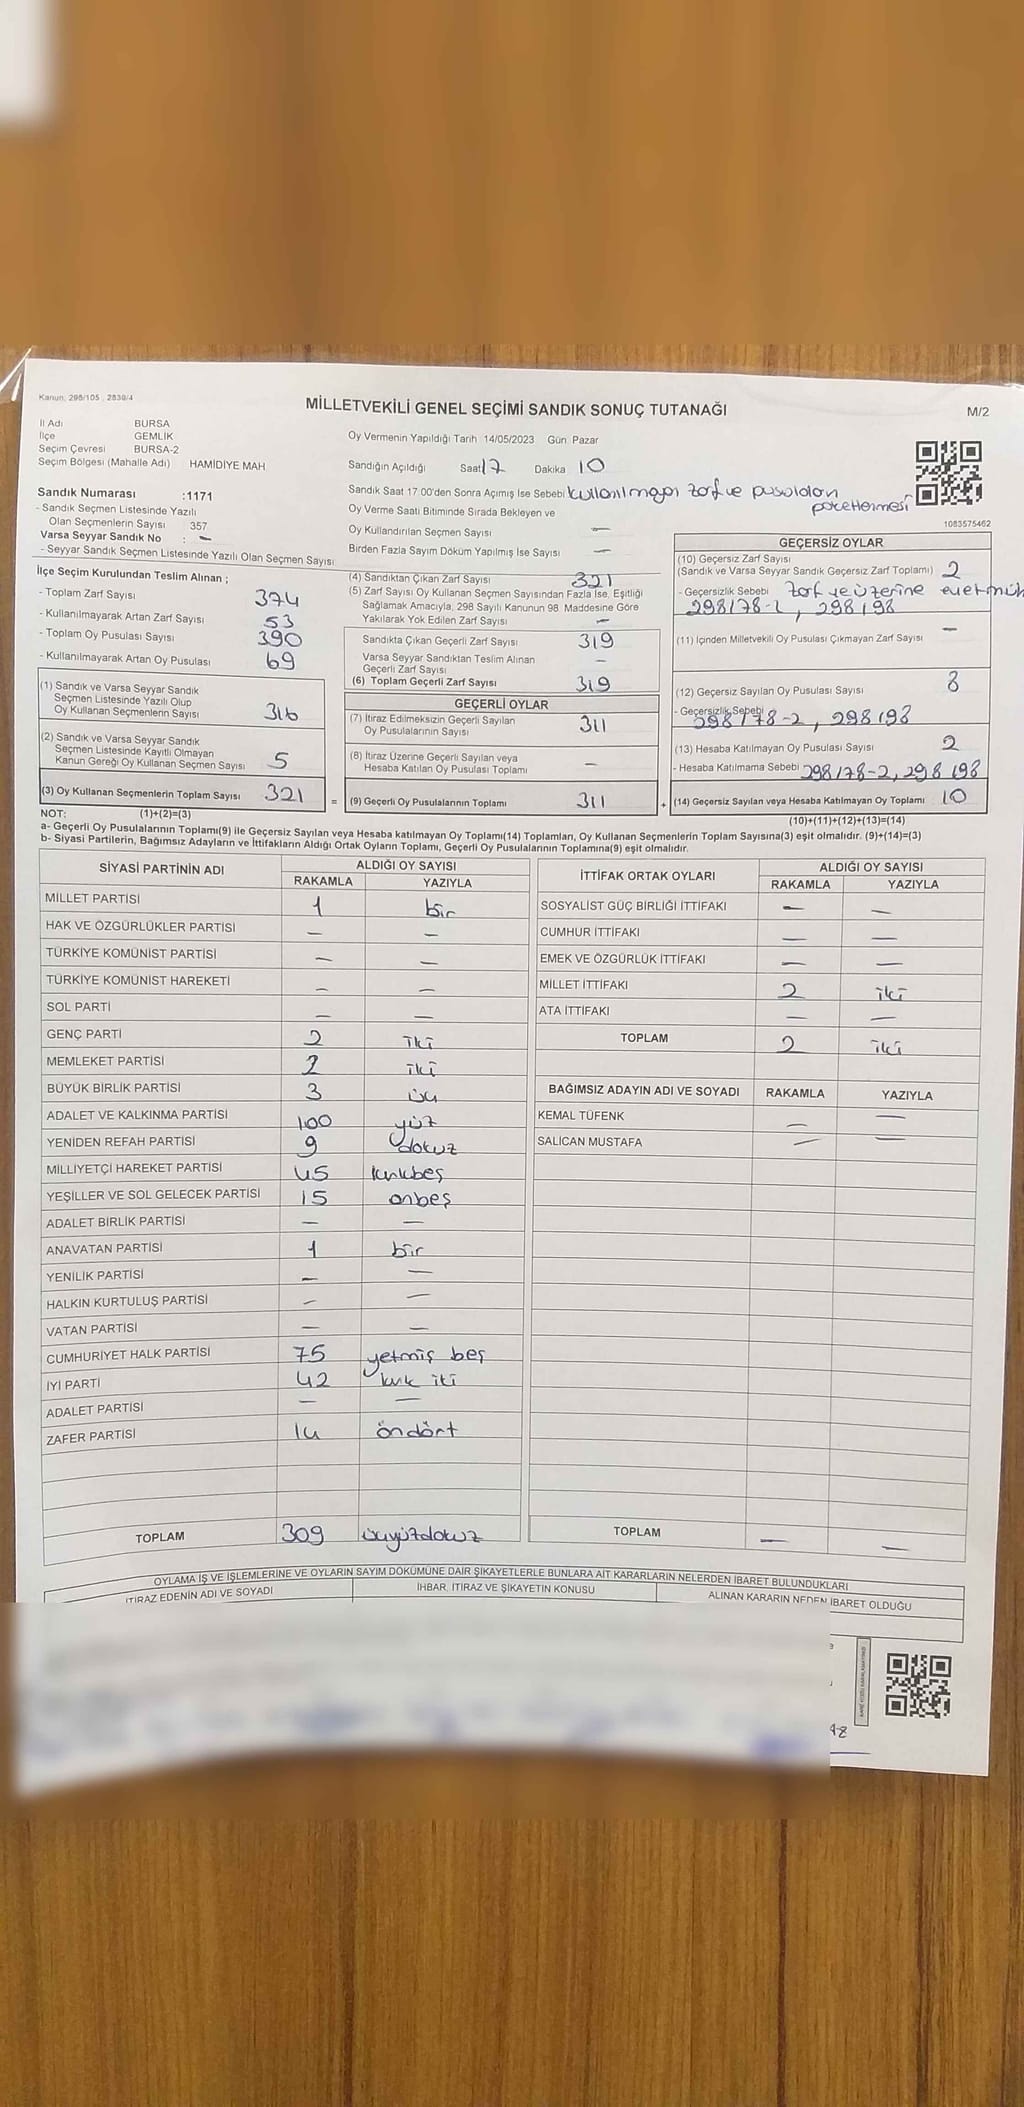 Kanun, 298/105 , 2839/4
MİLLETVEKİLİ GENEL SEÇİMİ SANDIK SONUÇ TUTANAĞI
M/2
İl Adı BURSA
İlçe GEMLİK
Seçim Çevresi BURSA-2
Seçim Bölgesi (Mahalle Adı) HAMİDİYE MAH
Sandık Numarası :1171
- Sandık Seçmen Listesinde Yazılı
Olan Seçmenlerin Sayısı 357
Varsa Seyyar Sandık No : -
- Seyyar Sandık Seçmen Listesinde Yazılı Olan Seçmen Sayısı
Oy Vermenin Yapıldığı Tarih 14/05/2023 Gün Pazar
Sandığın Açıldığı Saat 17 Dakika 10
Sandık Saat 17 00'den Sonra Açımış İse Sebebi kullanılmayan zarf ve pusulaları
paketlenmesi
Oy Verme Saati Bitiminde Sırada Bekleyen ve
Oy Kullandırılan Seçmen Sayısı -
Birden Fazla Sayım Döküm Yapılmış İse Sayısı -
1083575462
İlçe Seçim Kurulundan Teslim Alınan ;
- Toplam Zarf Sayısı 374
- Kullanılmayarak Artan Zarf Sayısı 53
- Toplam Oy Pusulası Sayısı 390
- Kullanılmayarak Artan Oy Pusulası 69
(1) Sandık ve Varsa Seyyar Sandık
Seçmen Listesinde Yazılı Olup
Oy Kullanan Seçmenlerin Sayısı 316
(2) Sandık ve Varsa Seyyar Sandık
Seçmen Listesinde Kayıtlı Olmayan
Kanun Gereği Oy Kullanan Seçmen Sayısı 5
(3) Oy Kullanan Seçmenlerin Toplam Sayısı 321
(1)+(2)=(3)
(4) Sandıktan Çıkan Zarf Sayısı 321
(5) Zarf Sayısı Oy Kullanan Seçmen Sayısından Fazla İse, Eşitliği
Sağlamak Amacıyla, 298 Sayılı Kanunun 98 Maddesine Göre
Yakılarak Yok Edilen Zarf Sayısı -
Sandıkta Çıkan Geçerli Zarf Sayısı 319
Varsa Seyyar Sandıktan Teslim Alınan
Geçerli Zarf Sayısı -
(6) Toplam Geçerli Zarf Sayısı 319
GEÇERLİ OYLAR
(7) İtiraz Edilmeksizin Geçerli Sayılan
Oy Pusulalarının Sayısı 311
(8) İtiraz Üzerine Geçerli Sayılan veya
Hesaba Katılan Oy Pusulası Toplamı -
= (9) Geçerli Oy Pusulalarının Toplamı 311
GEÇERSİZ OYLAR
(10) Geçersiz Zarf Sayısı
(Sandık ve Varsa Seyyar Sandık Geçersiz Zarf Toplamı) 2
- Geçersizlik Sebebi zarf ve üzerine evet müh
298/78-2, 298/98
(11) İçinden Milletvekili Oy Pusulası Çıkmayan Zarf Sayısı -
(12) Geçersiz Sayılan Oy Pusulası Sayısı 8
- Geçersizlik Sebebi
298/78-2, 298/98
(13) Hesaba Katılmayan Oy Pusulası Sayısı 2
- Hesaba Katılmama Sebebi 298/78-2, 298/98
+ (14) Geçersiz Sayılan veya Hesaba Katılmayan Oy Toplamı 10
(10)+(11)+(12)+(13)=(14)
NOT:
a- Geçerli Oy Pusulalarının Toplamı(9) ile Geçersiz Sayılan veya Hesaba katılmayan Oy Toplamı(14) Toplamları, Oy Kullanan Seçmenlerin Toplam Sayısına(3) eşit olmalıdır. (9)+(14)=(3)
b- Siyasi Partilerin, Bağımsız Adayların ve İttifakların Aldığı Ortak Oyların Toplamı, Geçerli Oy Pusulalarının Toplamına(9) eşit olmalıdır.
SİYASİ PARTİNİN ADI ALDIĞI OY SAYISI
RAKAMLA YAZIYLA
MİLLET PARTİSİ 1 bir
HAK VE ÖZGÜRLÜKLER PARTİSİ - -
TÜRKİYE KOMÜNİST PARTİSİ - -
TÜRKİYE KOMÜNİST HAREKETİ - -
SOL PARTİ - -
GENÇ PARTİ 2 iki
MEMLEKET PARTİSİ 2 iki
BÜYÜK BİRLİK PARTİSİ 3 üç
ADALET VE KALKINMA PARTİSİ 100 yüz
YENİDEN REFAH PARTİSİ 9 dokuz
MİLLİYETÇİ HAREKET PARTİSİ 45 kırkbeş
YEŞİLLER VE SOL GELECEK PARTİSİ 15 onbeş
ADALET BİRLİK PARTİSİ - -
ANAVATAN PARTİSİ 1 bir
YENİLİK PARTİSİ - -
HALKIN KURTULUŞ PARTİSİ - -
VATAN PARTİSİ - -
CUMHURİYET HALK PARTİSİ 75 yetmiş beş
İYİ PARTİ 42 kırk iki
ADALET PARTİSİ - -
ZAFER PARTİSİ 14 öndört
TOPLAM 309 üçyüzdokuz
İTTİFAK ORTAK OYLARI ALDIĞI OY SAYISI
RAKAMLA YAZIYLA
SOSYALİST GÜÇ BİRLİĞİ İTTİFAKI - -
CUMHUR İTTİFAKI - -
EMEK VE ÖZGÜRLÜK İTTİFAKI - -
MİLLET İTTİFAKI 2 iki
ATA İTTİFAKI - -
TOPLAM 2 iki
BAĞIMSIZ ADAYIN ADI VE SOYADI RAKAMLA YAZIYLA
KEMAL TÜFENK - -
SALİCAN MUSTAFA - -
TOPLAM - -
OYLAMA İŞ VE İŞLEMLERİNE VE OYLARIN SAYIM DÖKÜMÜNE DAİR ŞİKAYETLERLE BUNLARA AİT KARARLARIN NELERDEN İBARET BULUNDUKLARI
İTİRAZ EDENİN ADI VE SOYADI İHBAR, İTİRAZ VE ŞİKAYETİN KONUSU ALINAN KARARIN NEDEN İBARET OLDUĞU